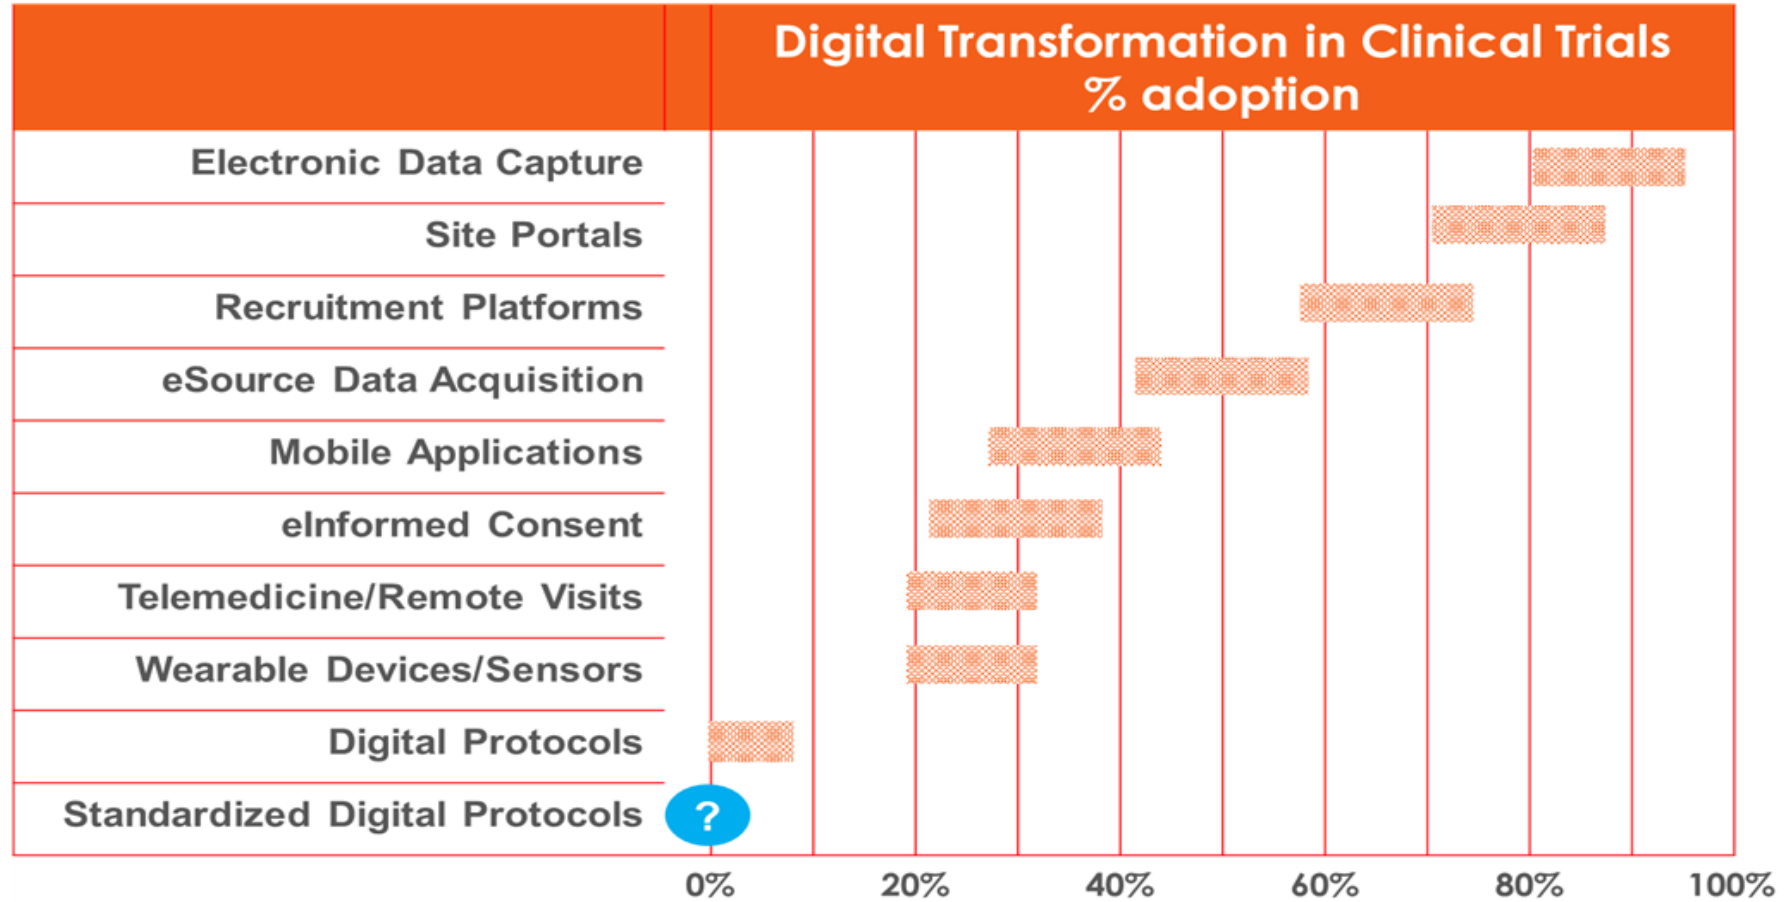 Digital Transformation in Clinical Trials
% adoption
Electronic Data Capture
Site Portals
Recruitment Platforms
eSource Data Acquisition
Mobile Applications
eInformed Consent
Telemedicine/Remote Visits
Wearable Devices/Sensors
Digital Protocols
Standardized Digital Protocols ?
0% 20% 40% 60% 80% 100%